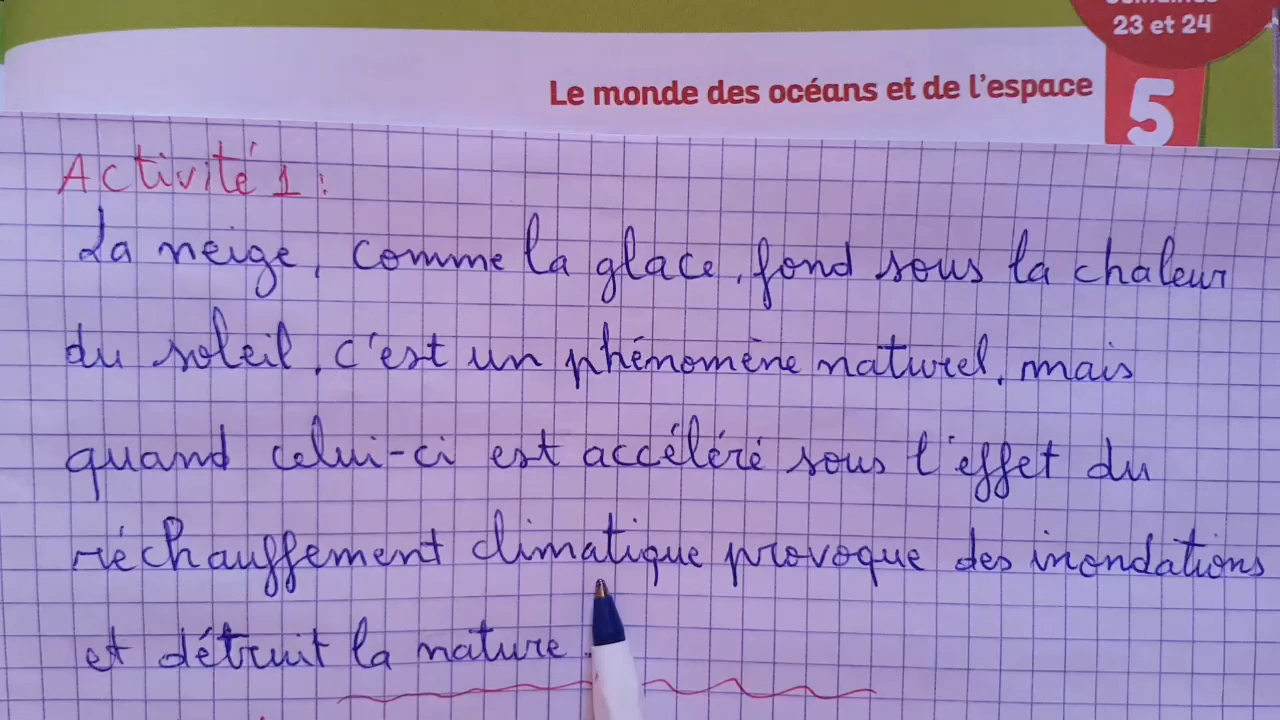 23 et 24
Le monde des océans et de l'espace
5
Activité 1 :
La neige, comme la glace, fond sous la chaleur
du soleil, c'est un phénomène naturel, mais
quand celui-ci est accéléré sous l'effet du
réchauffement climatique provoque des inondations
et détruit la nature.